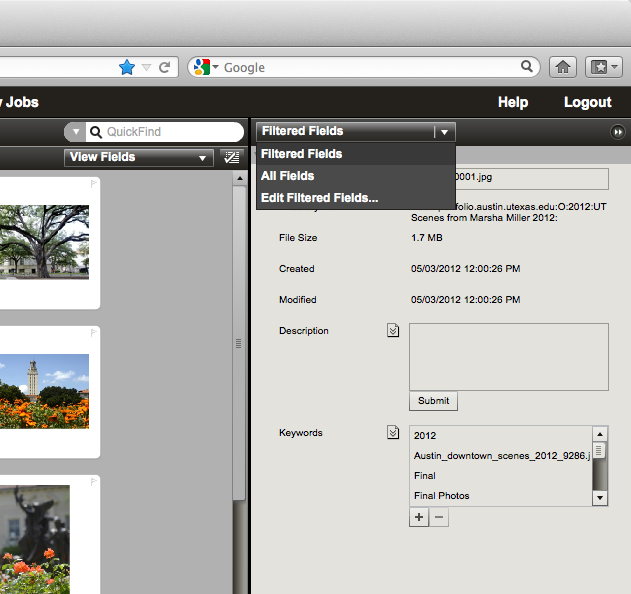 Google
Jobs
Help
Logout
QuickFind
Filtered Fields
View Fields
Filtered Fields
All Fields
Edit Filtered Fields...
0001.jpg
folio.austin.utexas.edu:O:2012:UT
Scenes from Marsha Miller 2012:
File Size
1.7 MB
Created
05/03/2012 12:00:26 PM
Modified
05/03/2012 12:00:26 PM
Description
Submit
Keywords
2012
Austin_downtown_scenes_2012_9286.j
Final
Final Photos